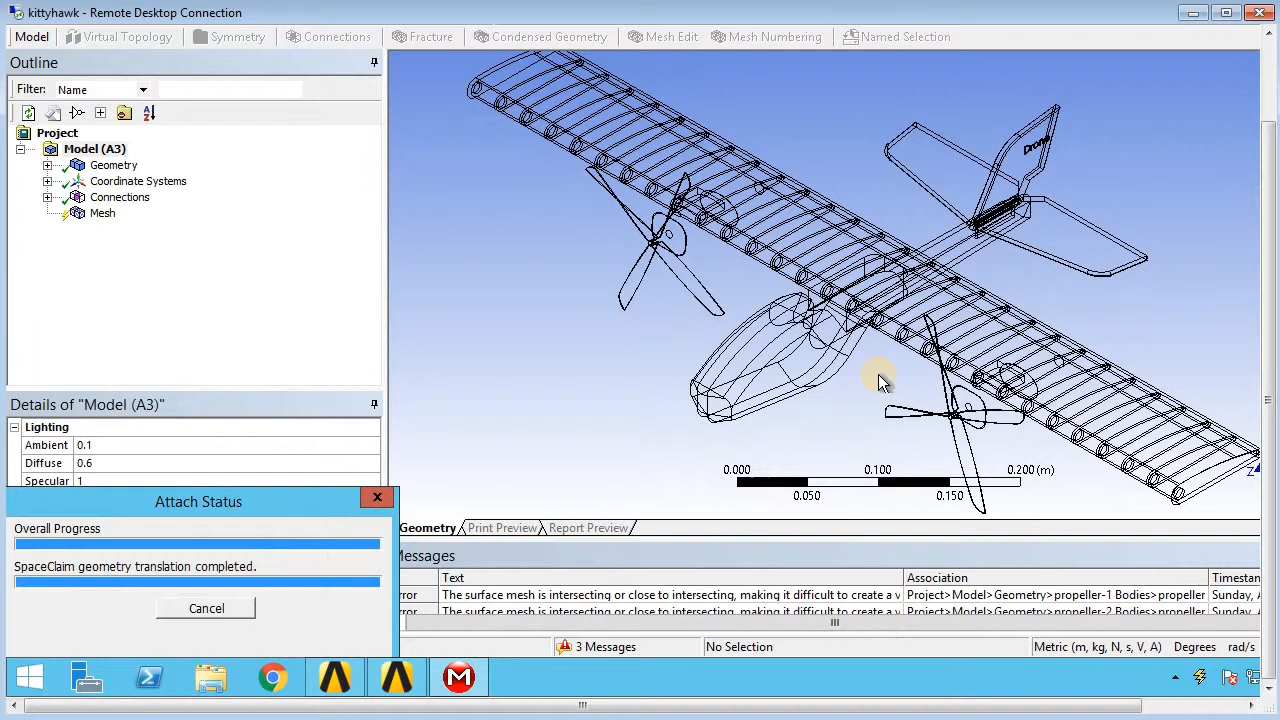 kittyhawk - Remote Desktop Connection
Model Virtual Topology Symmetry Connections Fracture Condensed Geometry Mesh Edit Mesh Numbering Named Selection
Outline
Filter: Name
Project
Model (A3)
Geometry
Coordinate Systems
Connections
Mesh
Drone
Details of "Model (A3)"
Lighting
Ambient 0.1
Diffuse 0.6
Specular 1
0.000 0.100 0.200 (m)
0.050 0.150
Z
Attach Status
Overall Progress
SpaceClaim geometry translation completed.
Cancel
Geometry Print Preview Report Preview
Messages
Text Association Timestan
rror The surface mesh is intersecting or close to intersecting, making it difficult to create a v Project>Model>Geometry>propeller-1 Bodies>propeller Sunday, A
rror The surface mesh is intersecting or close to intersecting, making it difficult to create a v Project>Model>Geometry>propeller-2 Bodies>propeller Sunday, A
3 Messages No Selection Metric (m, kg, N, s, V, A) Degrees rad/s